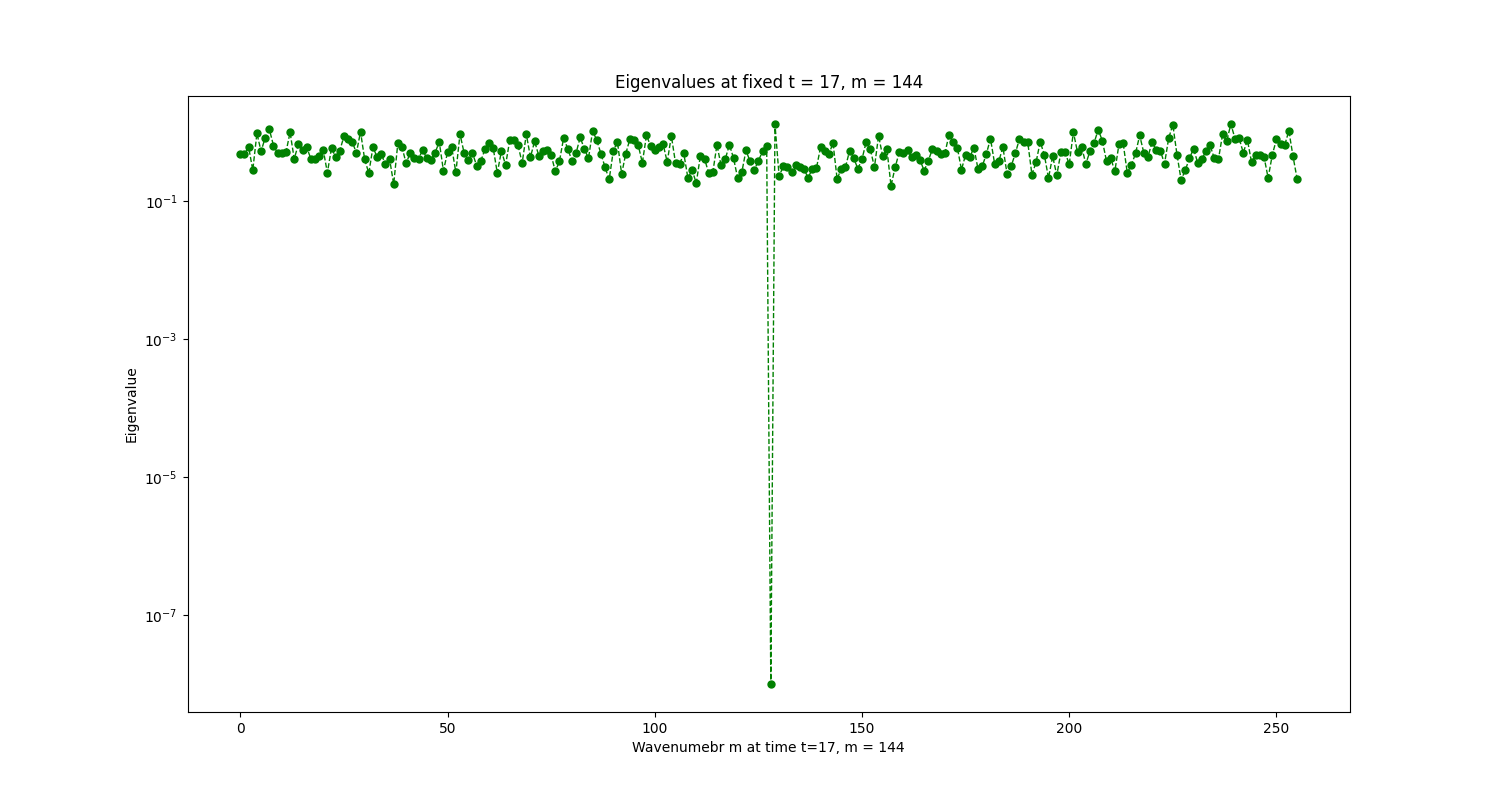 Eigenvalues at fixed t = 17, m = 144
Eigenvalue
10⁻¹
10⁻³
10⁻⁵
10⁻⁷
0 50 100 150 200 250
Wavenumebr m at time t=17, m = 144